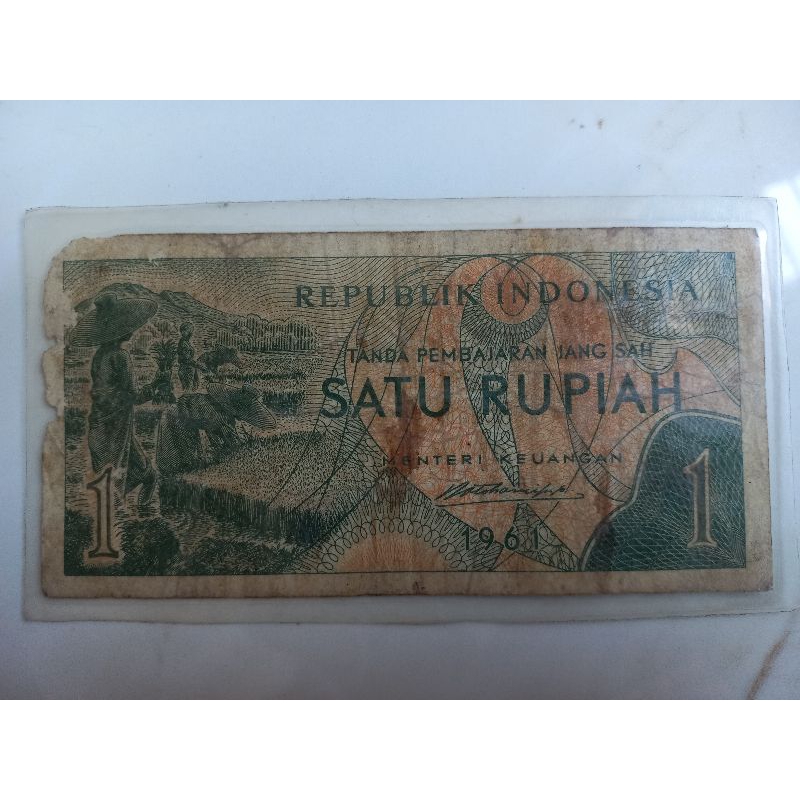 REPUBLIK INDONESIA
TANDA PEMBAJARAN JANG SAH
SATU RUPIAH
MENTERI KEUANGAN
1961
1
1